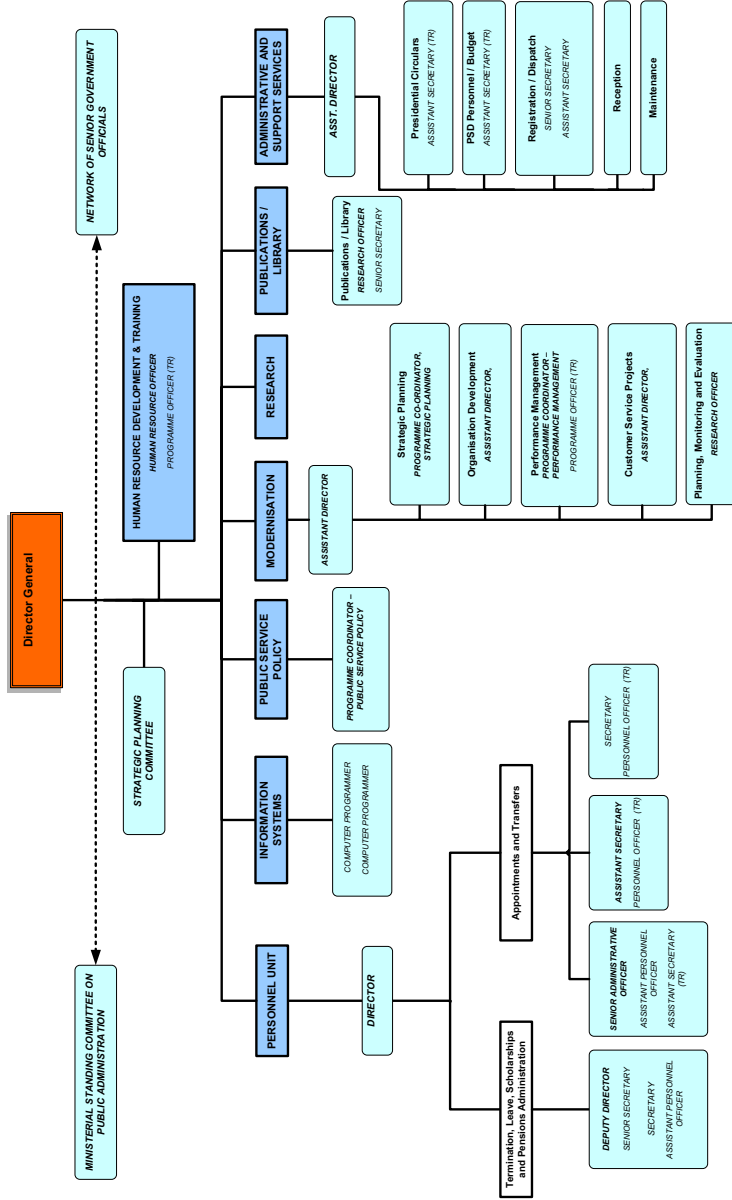 Director General
MINISTERIAL STANDING COMMITTEE ON
PUBLIC ADMINISTRATION
NETWORK OF SENIOR GOVERNMENT
OFFICIALS
STRATEGIC PLANNING
COMMITTEE
HUMAN RESOURCE DEVELOPMENT & TRAINING
HUMAN RESOURCE OFFICER
PROGRAMME OFFICER (TR)
PERSONNEL UNIT
INFORMATION
SYSTEMS
PUBLIC SERVICE
POLICY
MODERNISATION
RESEARCH
PUBLICATIONS /
LIBRARY
ADMINISTRATIVE AND
SUPPORT SERVICES
DIRECTOR
COMPUTER PROGRAMMER
COMPUTER PROGRAMMER
PROGRAMME COORDINATOR –
PUBLIC SERVICE POLICY
ASSISTANT DIRECTOR
Publications / Library
RESEARCH OFFICER
SENIOR SECRETARY
ASST. DIRECTOR
Strategic Planning
PROGRAMME CO-ORDINATOR,
STRATEGIC PLANNING
Organisation Development
ASSISTANT DIRECTOR,
Performance Management
PROGRAMME COORDINATOR –
PERFORMANCE MANAGEMENT
PROGRAMME OFFICER (TR)
Customer Service Projects
ASSISTANT DIRECTOR,
Planning, Monitoring and Evaluation
RESEARCH OFFICER
Presidential Circulars
ASSISTANT SECRETARY (TR)
PSD Personnel / Budget
ASSISTANT SECRETARY (TR)
Registration / Dispatch
SENIOR SECRETARY
ASSISTANT SECRETARY
Reception
Maintenance
Termination, Leave, Scholarships
and Pensions Administration
Appointments and Transfers
DEPUTY DIRECTOR
SENIOR SECRETARY
SECRETARY
ASSISTANT PERSONNEL
OFFICER
SENIOR ADMINISTRATIVE
OFFICER
ASSISTANT PERSONNEL
OFFICER
ASSISTANT SECRETARY
(TR)
ASSISTANT SECRETARY
PERSONNEL OFFICER (TR)
SECRETARY
PERSONNEL OFFICER (TR)